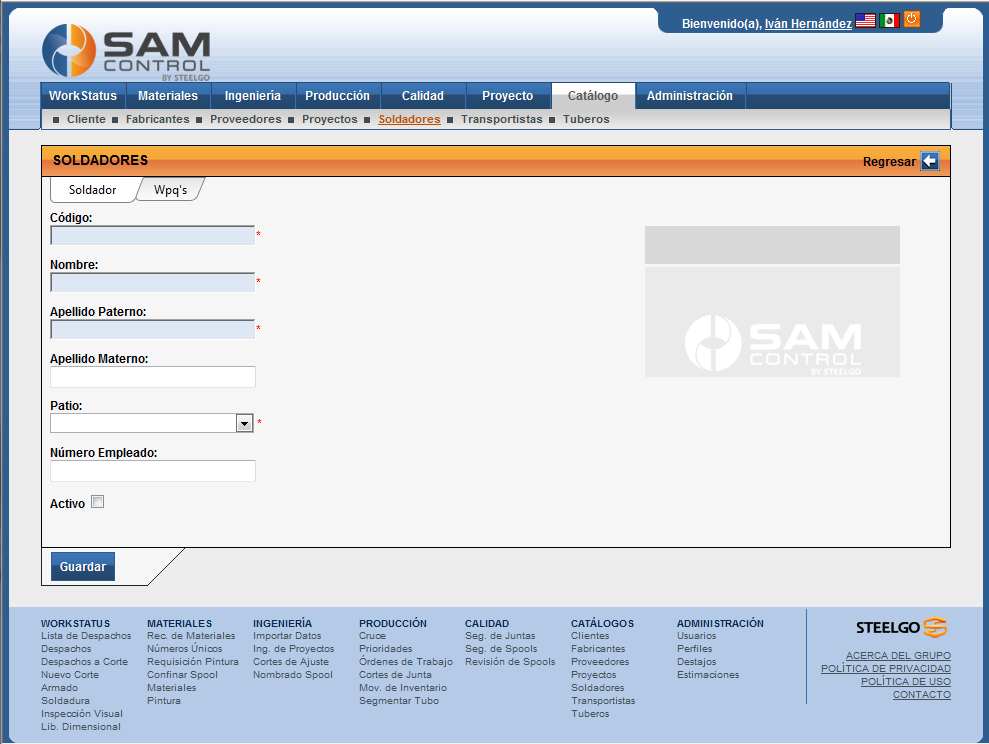 Bienvenido(a), Iván Hernández
SAM
CONTROL
BY STEELGO
WorkStatus Materiales Ingeniería Producción Calidad Proyecto Catálogo Administración
Cliente Fabricantes Proveedores Proyectos Soldadores Transportistas Tuberos
SOLDADORES Regresar
Soldador Wpq's
Código:
*
Nombre:
*
Apellido Paterno:
*
Apellido Materno:
Patio:
*
Número Empleado:
Activo
SAM
CONTROL
BY STEELGO
Guardar
WORKSTATUS
Lista de Despachos
Despachos
Despachos a Corte
Nuevo Corte
Armado
Soldadura
Inspección Visual
Lib. Dimensional
MATERIALES
Rec. de Materiales
Números Únicos
Requisición Pintura
Confinar Spool
Materiales
Pintura
INGENIERÍA
Importar Datos
Ing. de Proyectos
Cortes de Ajuste
Nombrado Spool
PRODUCCIÓN
Cruce
Prioridades
Órdenes de Trabajo
Cortes de Junta
Mov. de Inventario
Segmentar Tubo
CALIDAD
Seg. de Juntas
Seg. de Spools
Revisión de Spools
CATÁLOGOS
Clientes
Fabricantes
Proveedores
Proyectos
Soldadores
Transportistas
Tuberos
ADMINISTRACIÓN
Usuarios
Perfiles
Destajos
Estimaciones
STEELGO
ACERCA DEL GRUPO
POLÍTICA DE PRIVACIDAD
POLÍTICA DE USO
CONTACTO